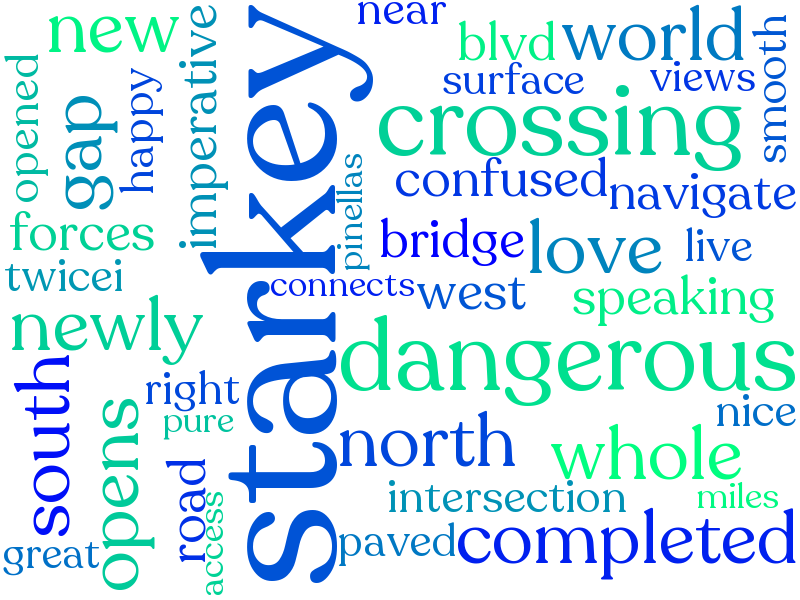 near
new
blvd
world
opened
happy
imperative
surface
views
smooth
gap
starkey
crossing
pinellas
confused
navigate
forces
bridge
love
live
twicei
connects
west
speaking
newly
dangerous
south
right
pure
opens
north
whole
nice
road
access
intersection
miles
great
paved
completed